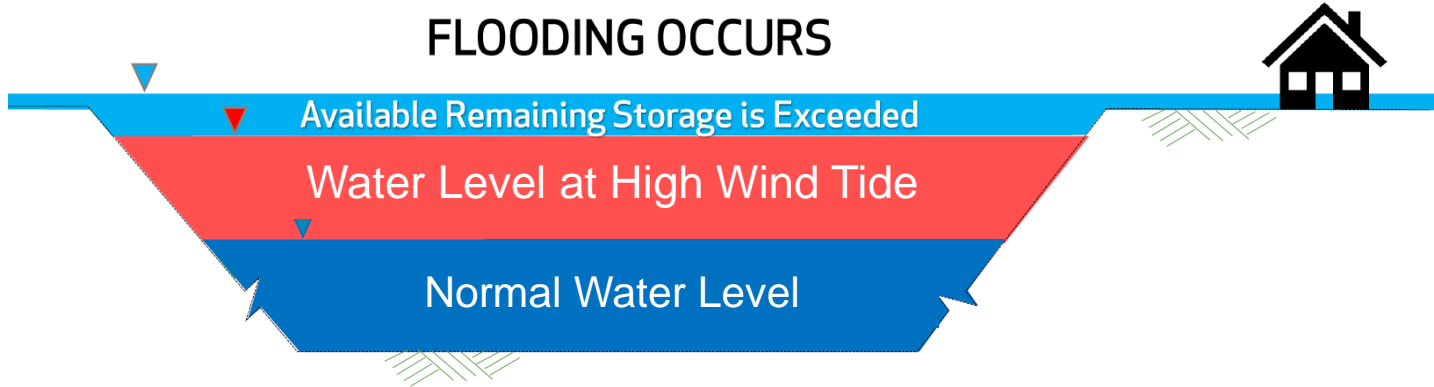 FLOODING OCCURS
Available Remaining Storage is Exceeded
Water Level at High Wind Tide
Normal Water Level